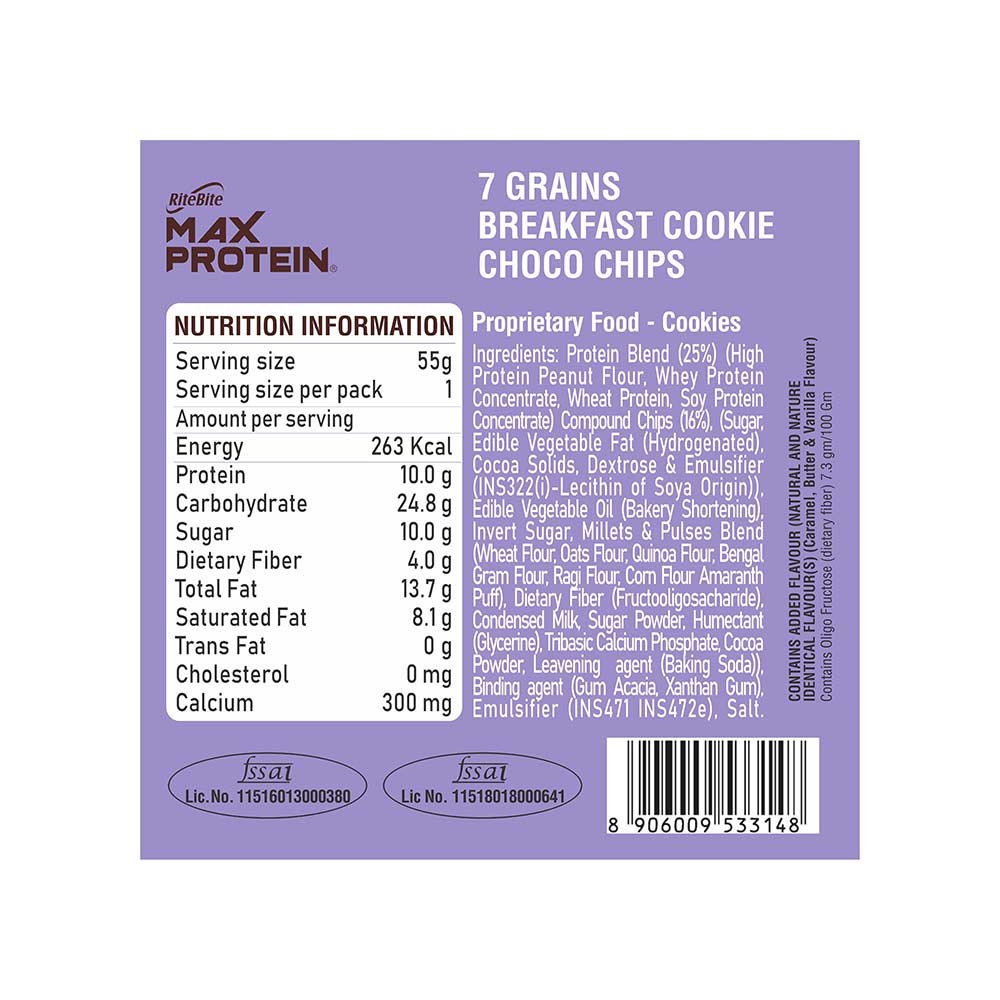 RiteBite
MAX
PROTEIN®
7 GRAINS
BREAKFAST COOKIE
CHOCO CHIPS
NUTRITION INFORMATION
Serving size 55g
Serving size per pack 1
Amount per serving
Energy 263 Kcal
Protein 10.0 g
Carbohydrate 24.8 g
Sugar 10.0 g
Dietary Fiber 4.0 g
Total Fat 13.7 g
Saturated Fat 8.1 g
Trans Fat 0 g
Cholesterol 0 mg
Calcium 300 mg
Proprietary Food - Cookies
Ingredients: Protein Blend (25%) (High
Protein Peanut Flour, Whey Protein
Concentrate, Wheat Protein, Soy Protein
Concentrate) Compound Chips (16%), (Sugar,
Edible Vegetable Fat (Hydrogenated),
Cocoa Solids, Dextrose & Emulsifier
(INS322(i)-Lecithin of Soya Origin)),
Edible Vegetable Oil (Bakery Shortening),
Invert Sugar, Millets & Pulses Blend
(Wheat Flour, Oats Flour, Quinoa Flour, Bengal
Gram Flour, Ragi Flour, Corn Flour Amaranth
Puff), Dietary Fiber (Fructooligosacharide),
Condensed Milk, Sugar Powder, Humectant
(Glycerine), Tribasic Calcium Phosphate, Cocoa
Powder, Leavening agent (Baking Soda)),
Binding agent (Gum Acacia, Xanthan Gum),
Emulsifier (INS471 INS472e), Salt.
CONTAINS ADDED FLAVOUR (NATURAL AND NATURE
IDENTICAL FLAVOUR(S) (Caramel, Butter & Vanilla Flavour)
Contains Oligo Fructose (dietary fiber) 7.3 gm/100 Gm
fssai
Lic. No. 11516013000380
fssai
Lic No. 11518018000641
8 906009 533148